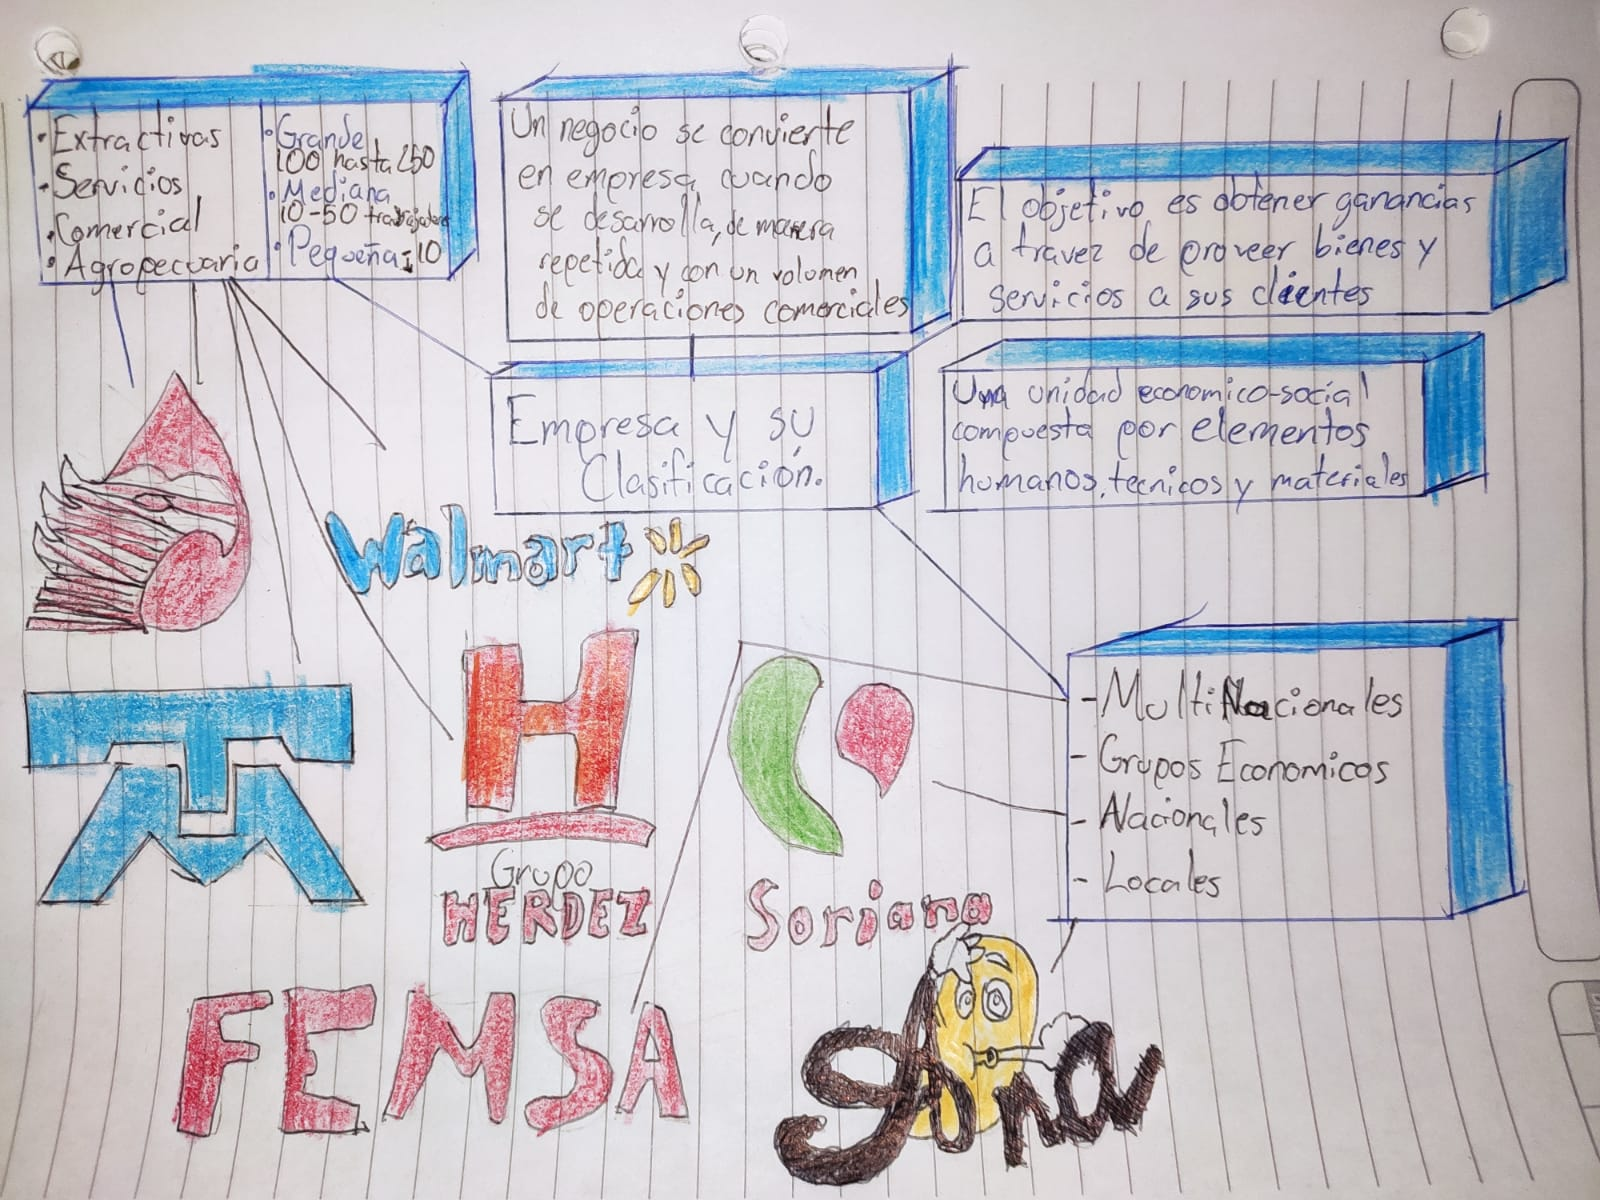 • Extractivas
- Servicios
• Comercial
• Agropecuaria
• Grande
100 hasta 250
• Mediana
10-50 trabajadores
• Pequeña: 10
Un negocio se convierte
en empresa cuando
se desarrolla, de manera
repetida y con un volumen
de operaciones comerciales
El objetivo es obtener ganancias
a travez de proveer bienes y
servicios a sus clientes
Empresa y su
Clasificación.
Una unidad economico-social
compuesta por elementos
humanos, tecnicos y materiales
Walmart
Grupo
HERDEZ
Soriana
- MultiNacionales
- Grupos Economicos
- Nacionales
- Locales
FEMSA